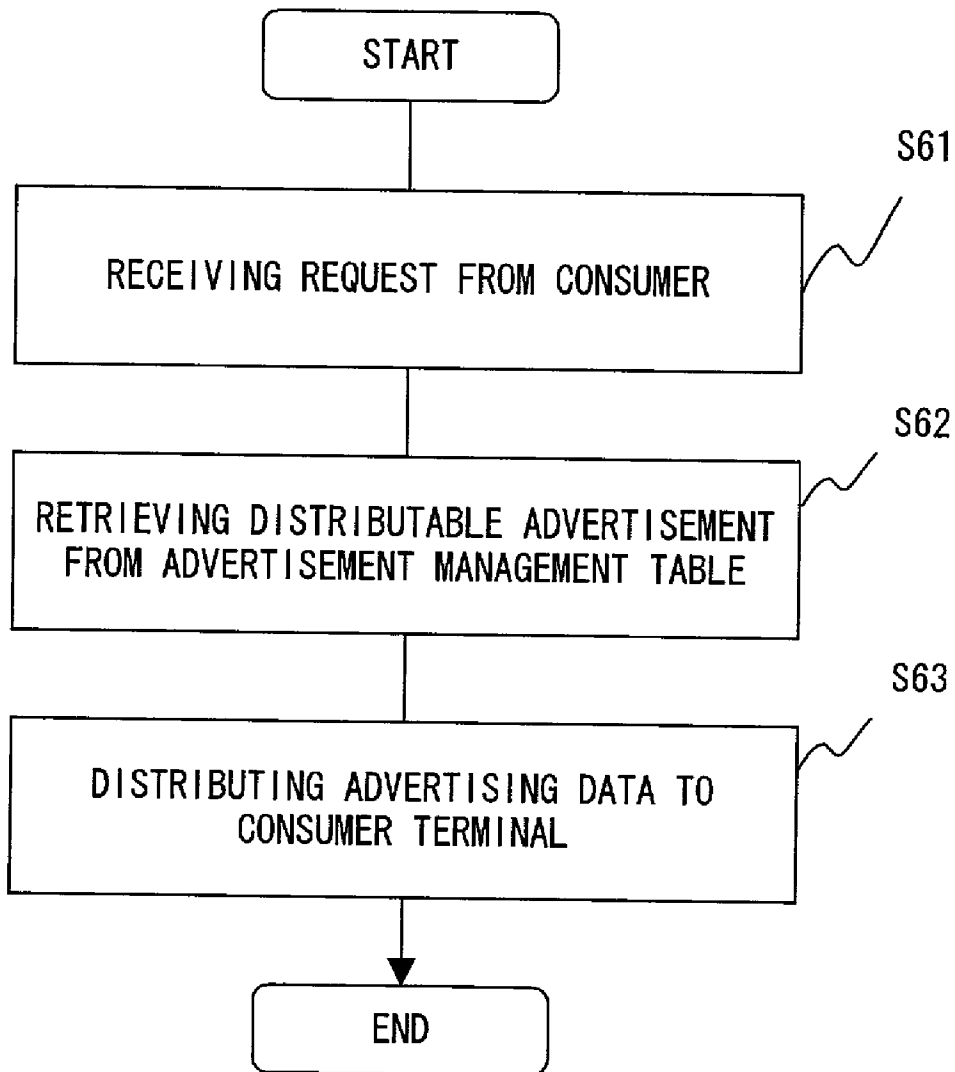 START
S61
RECEIVING REQUEST FROM CONSUMER
S62
RETRIEVING DISTRIBUTABLE ADVERTISEMENT
FROM ADVERTISEMENT MANAGEMENT TABLE
S63
DISTRIBUTING ADVERTISING DATA TO
CONSUMER TERMINAL
END